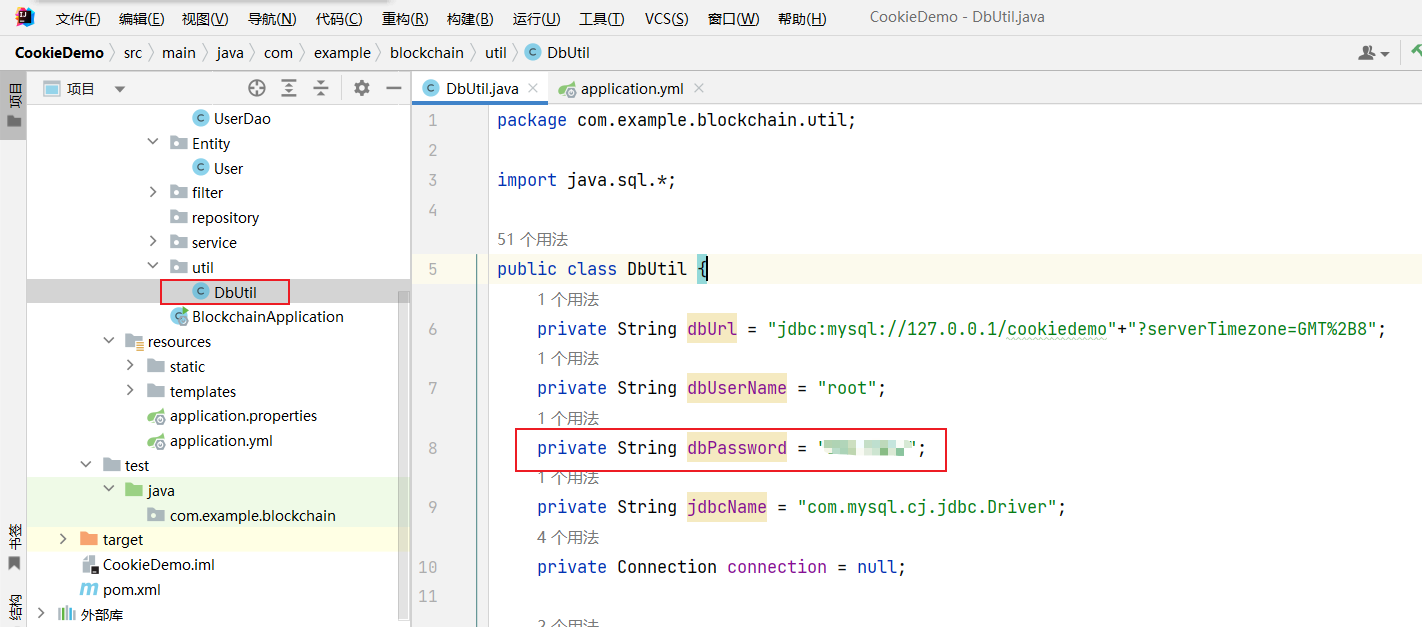 文件(F) 编辑(E) 视图(V) 导航(N) 代码(C) 重构(R) 构建(B) 运行(U) 工具(T) VCS(S) 窗口(W) 帮助(H) CookieDemo - DbUtil.java
CookieDemo src main java com example blockchain util DbUtil
项目
项目
DbUtil.java application.yml
UserDao
Entity
User
filter
repository
service
util
DbUtil
BlockchainApplication
resources
static
templates
application.properties
application.yml
test
java
com.example.blockchain
target
CookieDemo.iml
pom.xml
外部库
书签
结构
1 package com.example.blockchain.util;
2
3 import java.sql.*;
4
51 个用法
5 public class DbUtil {
1 个用法
6 private String dbUrl = "jdbc:mysql://127.0.0.1/cookiedemo"+"?serverTimezone=GMT%2B8";
1 个用法
7 private String dbUserName = "root";
1 个用法
8 private String dbPassword = "";
1 个用法
9 private String jdbcName = "com.mysql.cj.jdbc.Driver";
4 个用法
10 private Connection connection = null;
11
2 个用法